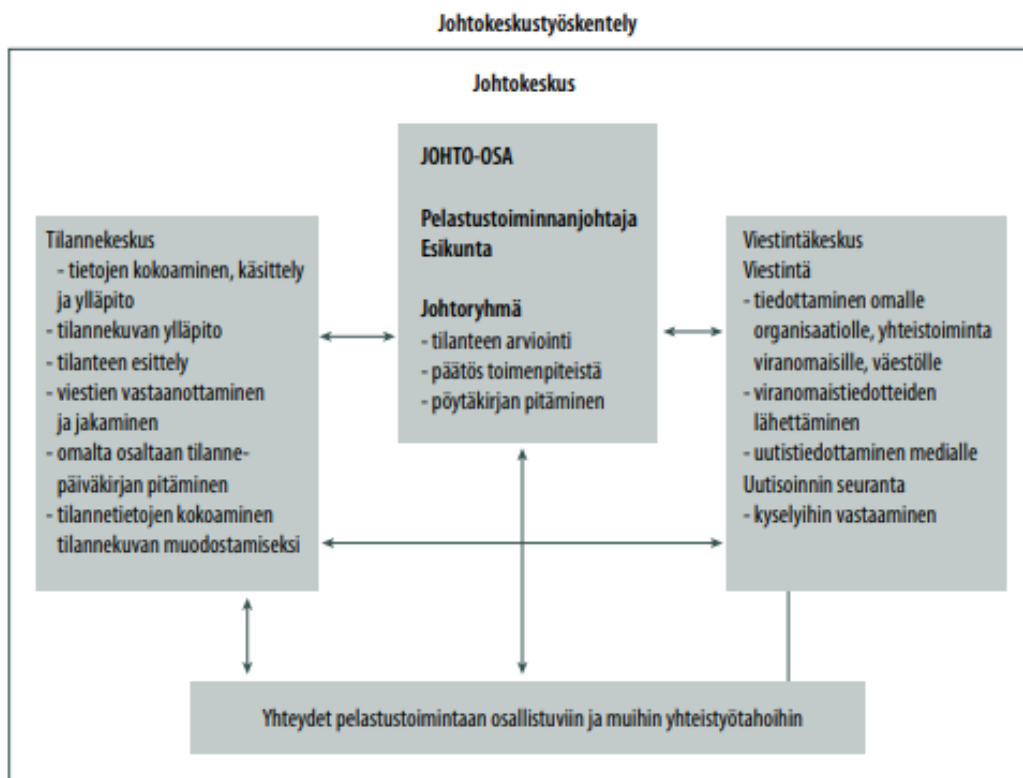 Johtokeskustyöskentely
Johtokeskus
JOHTO-OSA
Pelastustoiminnanjohtaja
Esikunta
Johtoryhmä
- tilanteen arviointi
- päätös toimenpiteistä
- pöytäkirjan pitäminen
Tilannekeskus
- tietojen kokoaminen, käsittely
ja ylläpito
- tilannekuvan ylläpito
- tilanteen esittely
- viestien vastaanottaminen
ja jakaminen
- omalta osaltaan tilanne-
päiväkirjan pitäminen
- tilannetietojen kokoaminen
tilannekuvan muodostamiseksi
Viestintäkeskus
Viestintä
- tiedottaminen omalle
organisaatiolle, yhteistoiminta
viranomaisille, väestölle
- viranomaistiedotteiden
lähettäminen
- uutistiedottaminen medialle
Uutisoinnin seuranta
- kyselyihin vastaaminen
Yhteydet pelastustoimintaan osallistuviin ja muihin yhteistyötahoihin